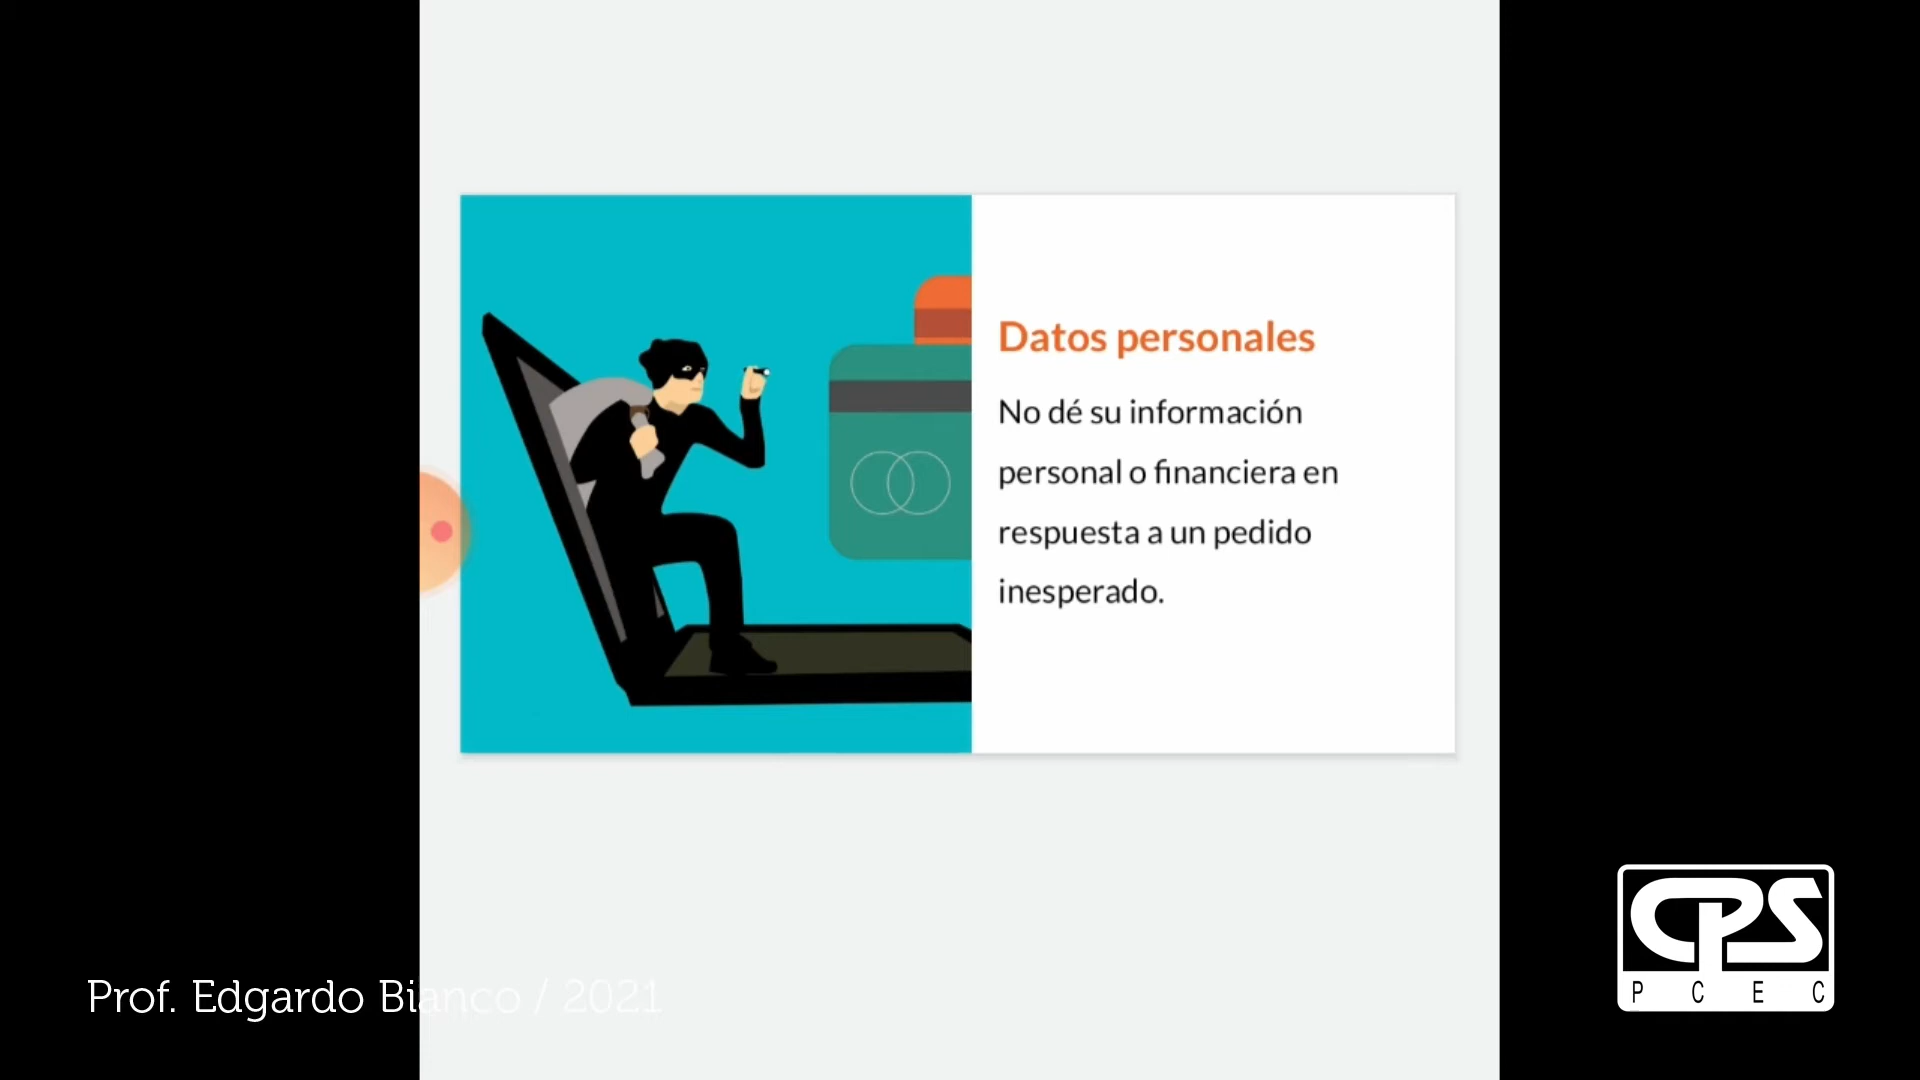 Datos personales
No dé su información
personal o financiera en
respuesta a un pedido
inesperado.
Prof. Edgardo Bianco / 2021
CPS
P C E C